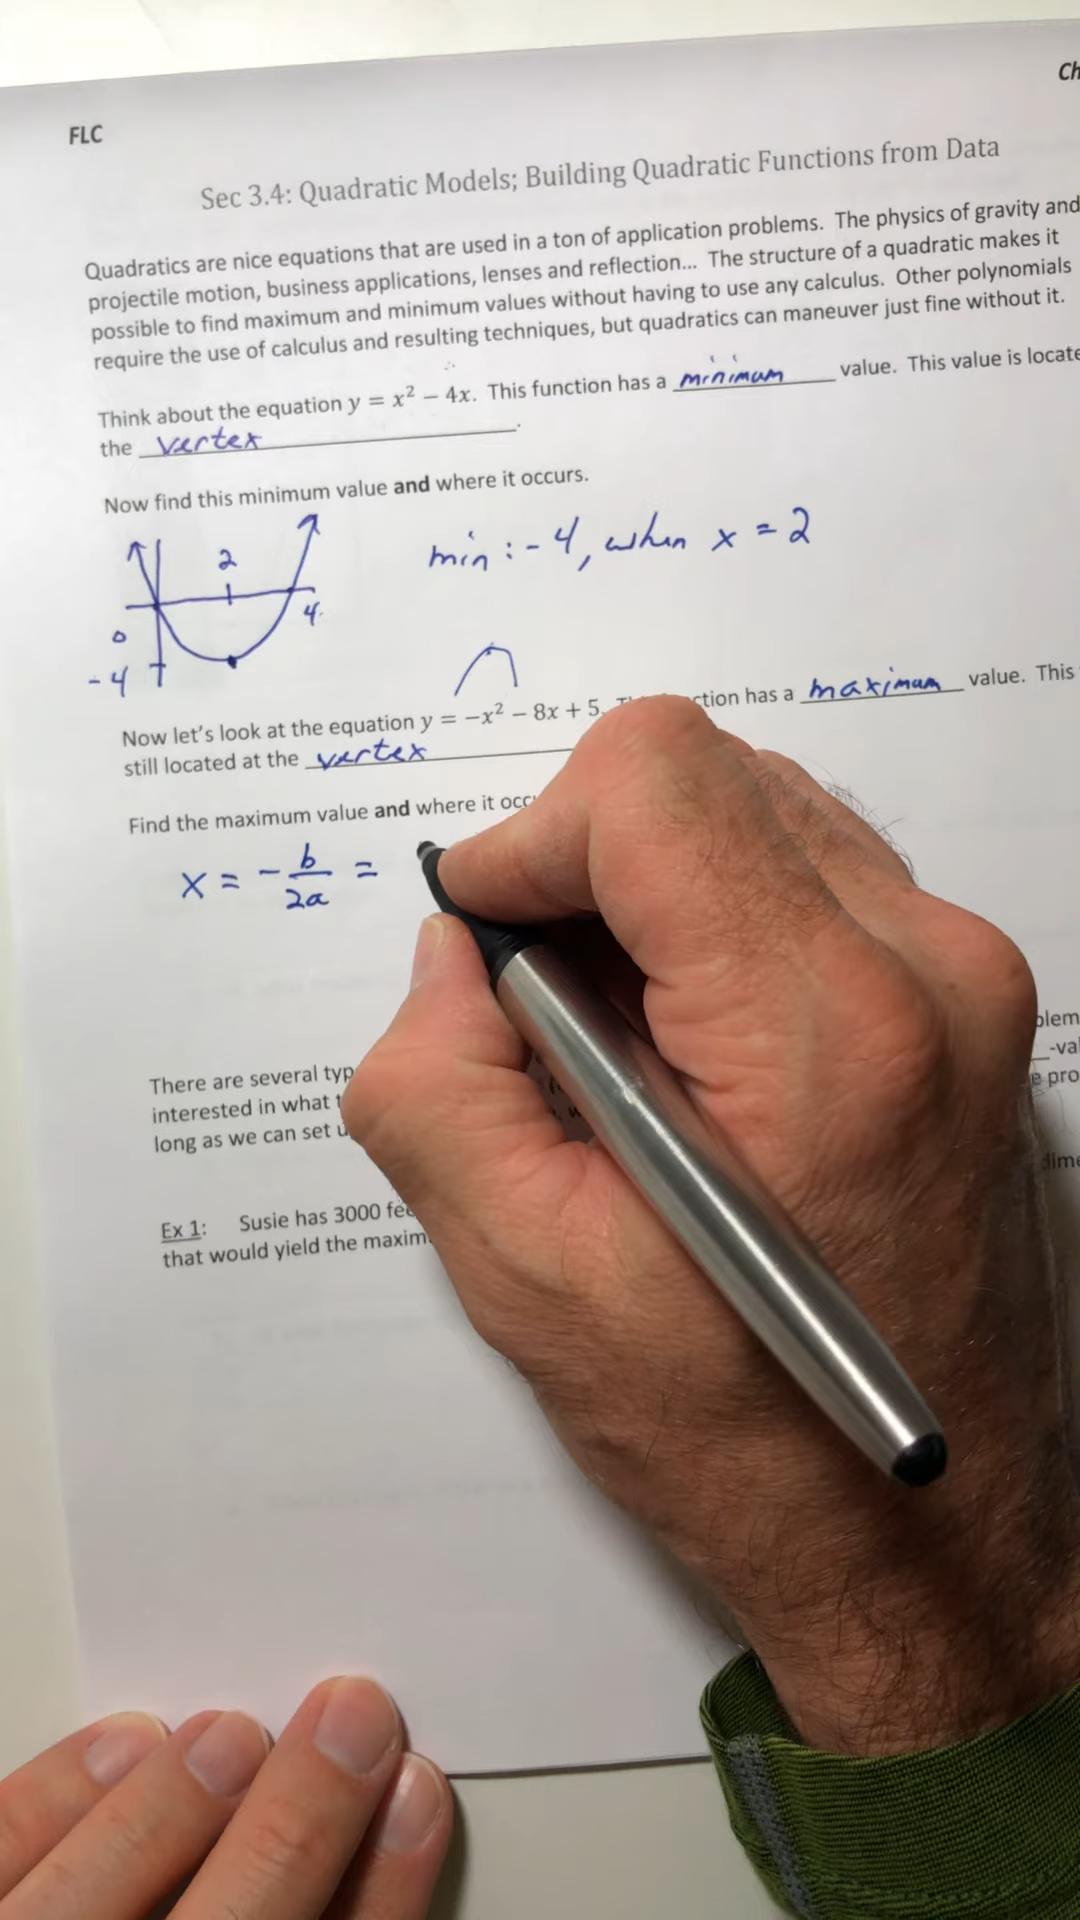 Ch
FLC
Sec 3.4: Quadratic Models; Building Quadratic Functions from Data
Quadratics are nice equations that are used in a ton of application problems. The physics of gravity and
projectile motion, business applications, lenses and reflection... The structure of a quadratic makes it
possible to find maximum and minimum values without having to use any calculus. Other polynomials
require the use of calculus and resulting techniques, but quadratics can maneuver just fine without it.
Think about the equation y = x² − 4x. This function has a minimum value. This value is locate
the vertex.
Now find this minimum value and where it occurs.
min : -4, when x = 2
2
0
4
-4
Now let's look at the equation y = −x² − 8x + 5. has a maximum value. This
still located at the vertex
Find the maximum value and where it occ
x = - b/2a =
There are several typ
interested in what
long as we can set u
blem
-va
e pro
dime
Ex 1: Susie has 3000 fee
that would yield the maxim